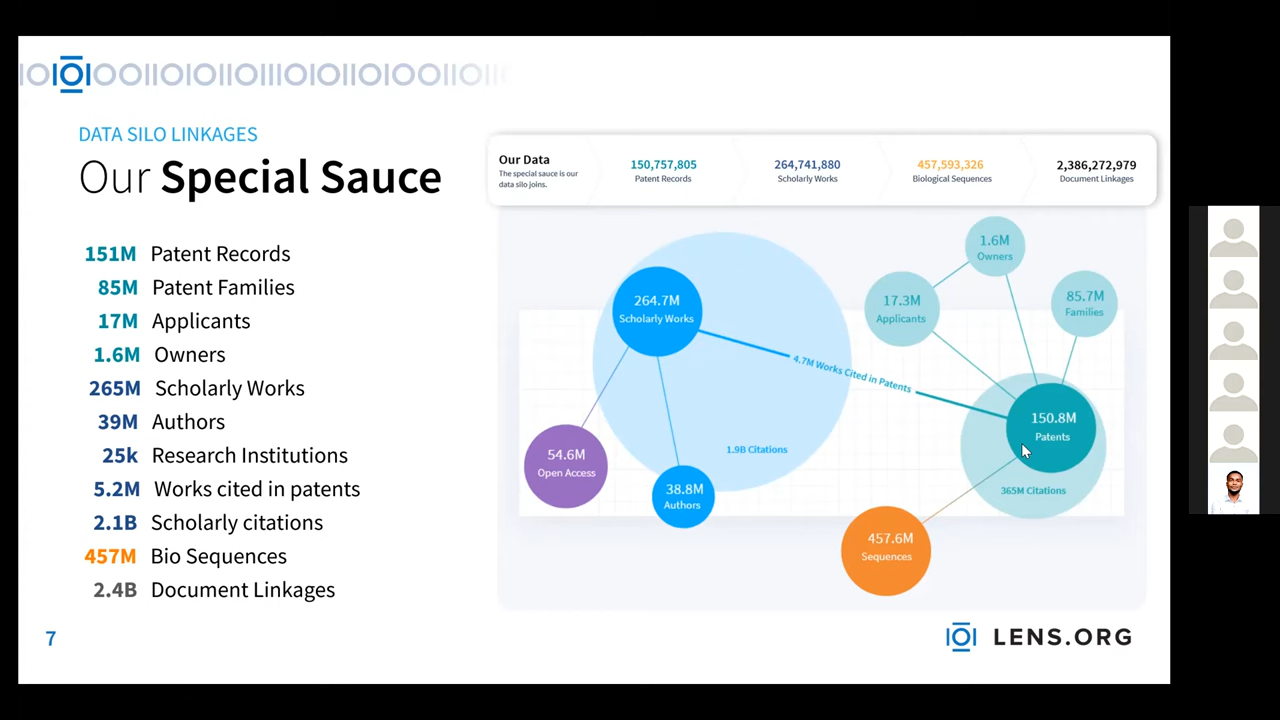 DATA SILO LINKAGES
Our Special Sauce
151M Patent Records
85M Patent Families
17M Applicants
1.6M Owners
265M Scholarly Works
39M Authors
25k Research Institutions
5.2M Works cited in patents
2.1B Scholarly citations
457M Bio Sequences
2.4B Document Linkages
7
Our Data
The special sauce is our
data silo joins.
150,757,805
Patent Records
264,741,880
Scholarly Works
457,593,326
Biological Sequences
2,386,272,979
Document Linkages
264.7M
Scholarly Works
4.7M Works Cited in Patents
1.6M
Owners
17.3M
Applicants
85.7M
Families
150.8M
Patents
365M Citations
54.6M
Open Access
38.8M
Authors
1.9B Citations
457.6M
Sequences
LENS.ORG